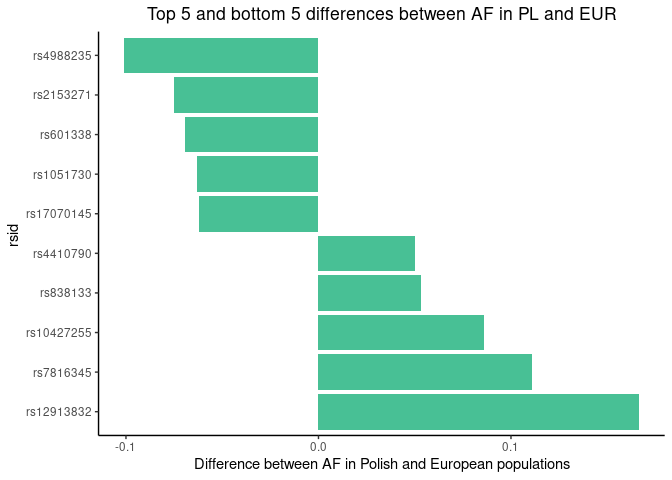 Top 5 and bottom 5 differences between AF in PL and EUR
rs4988235
rs2153271
rs601338
rs1051730
rs17070145
rs4410790
rs838133
rs10427255
rs7816345
rs12913832
rsid
-0.1 0.0 0.1
Difference between AF in Polish and European populations